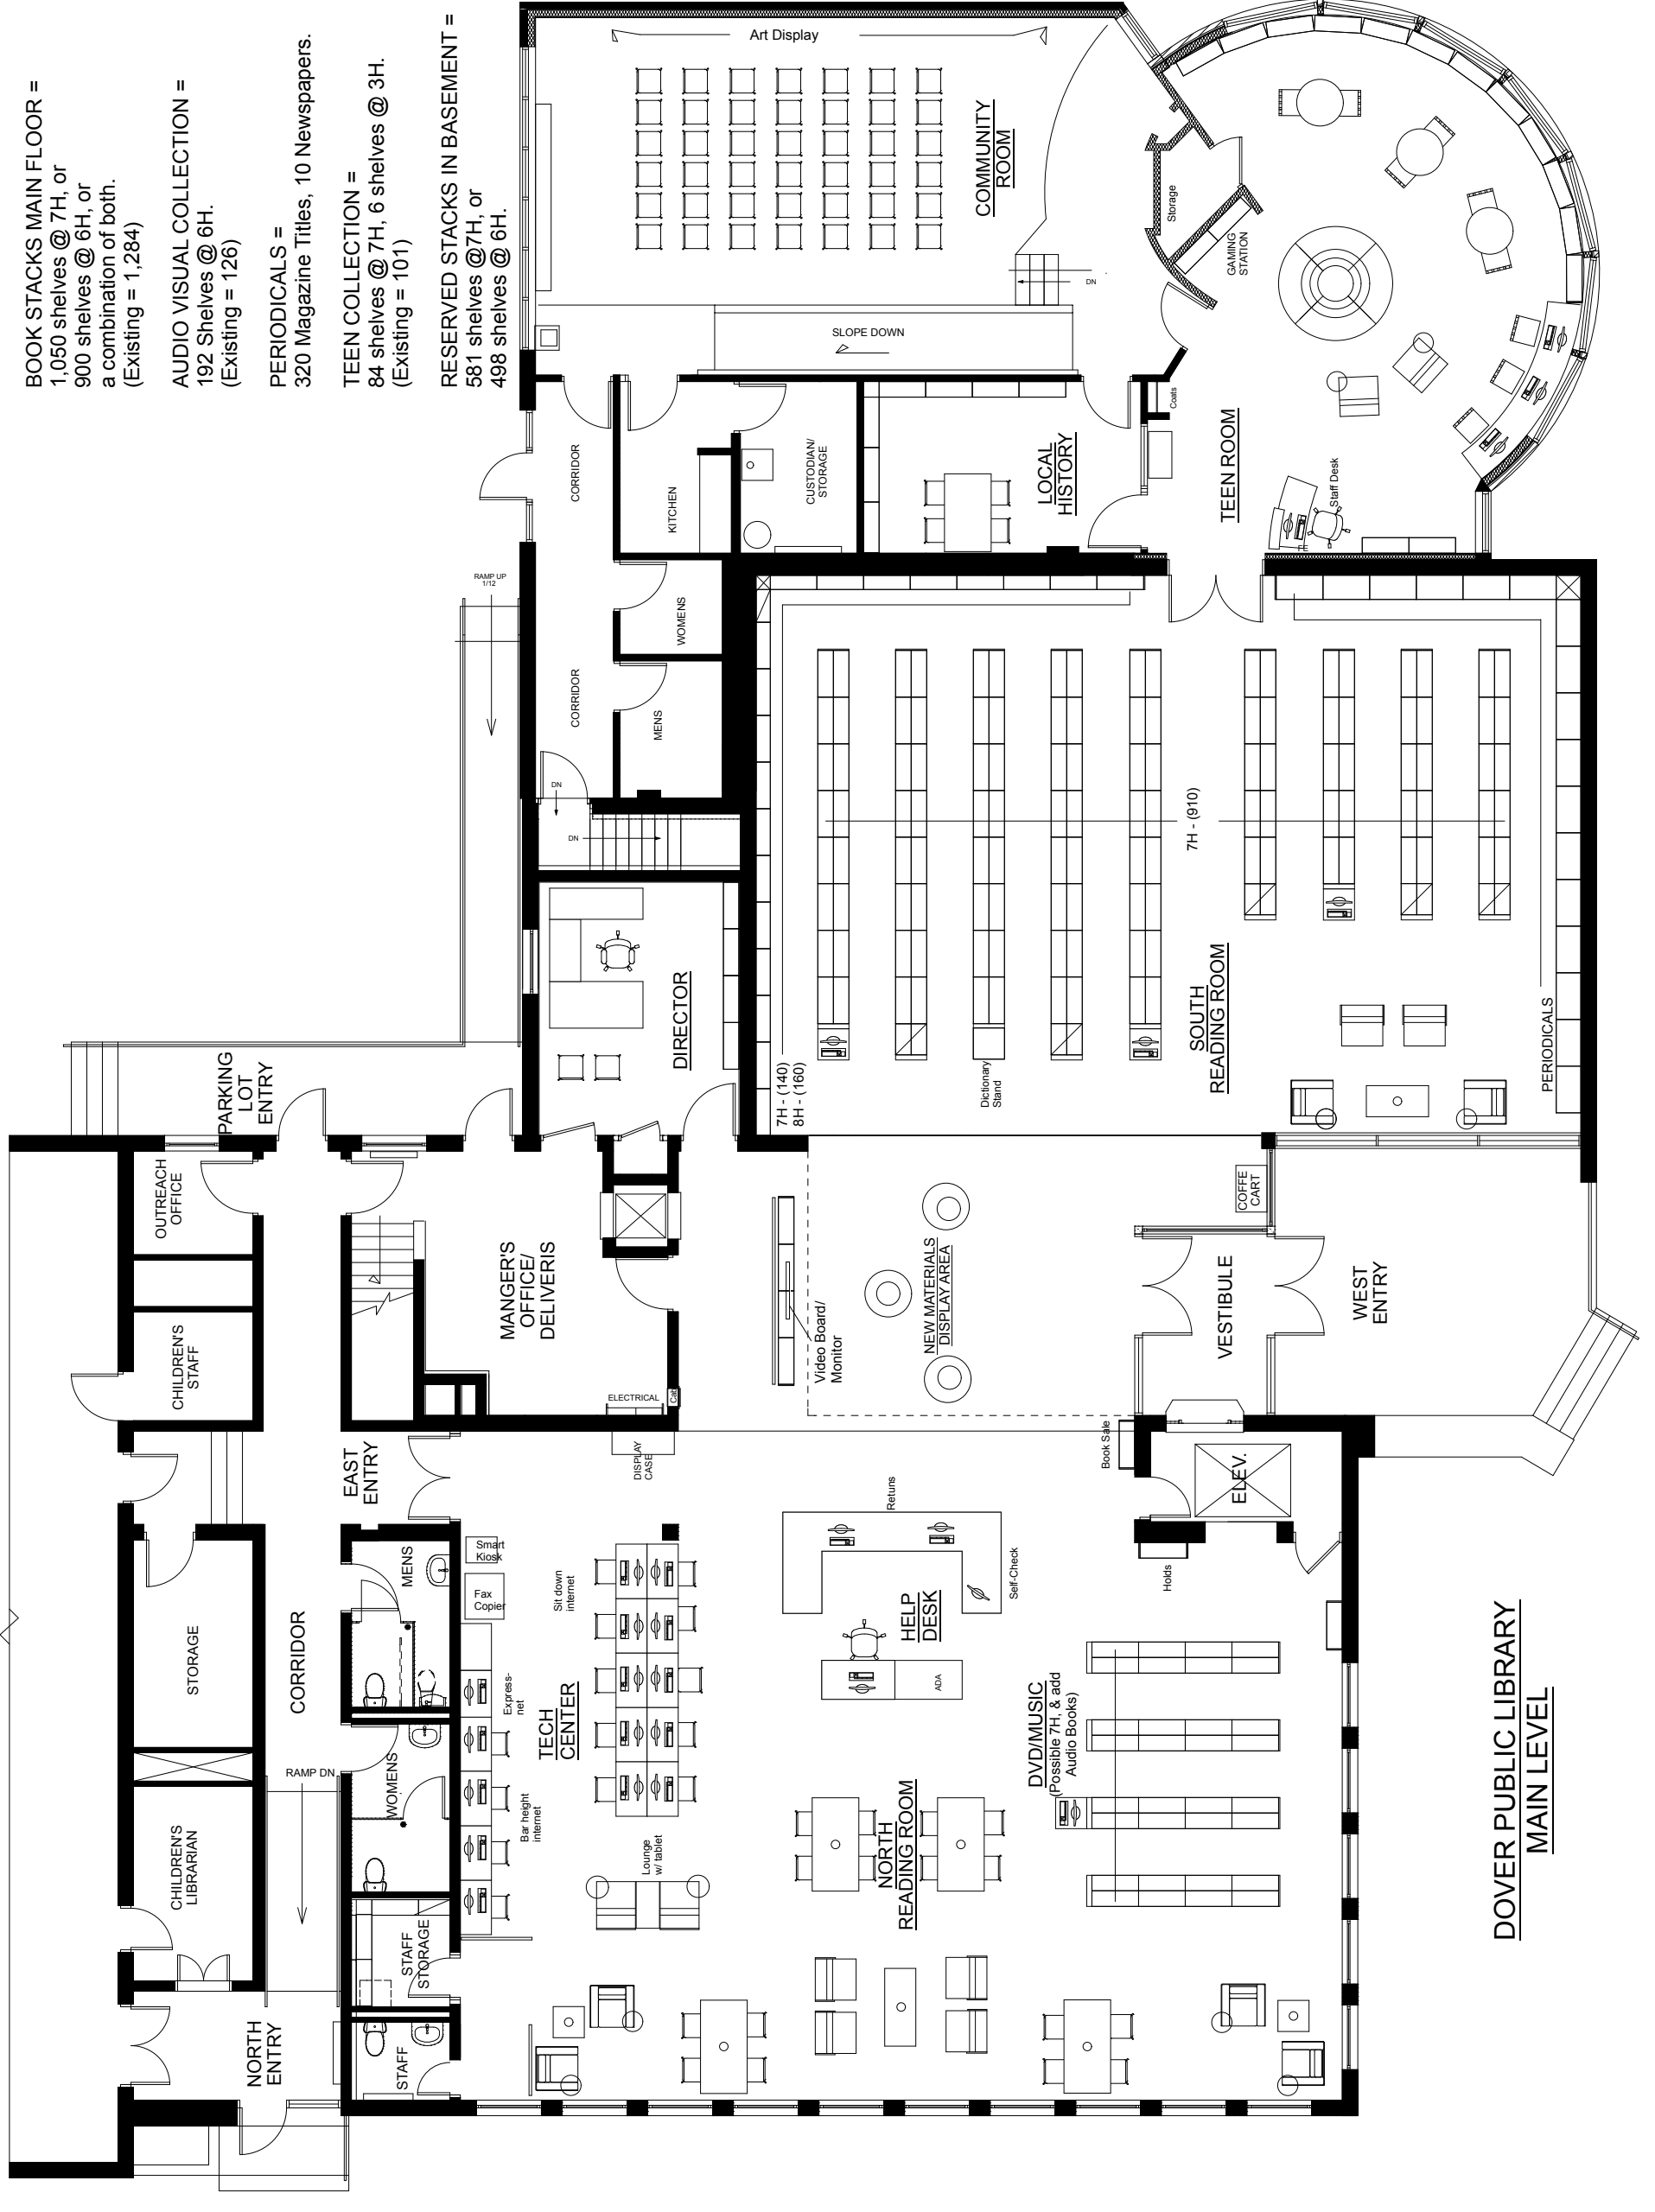 BOOK STACKS MAIN FLOOR =
1,050 shelves @ 7H, or
900 shelves @ 6H, or
a combination of both.
(Existing = 1,284)
AUDIO VISUAL COLLECTION =
192 Shelves @ 6H.
(Existing = 126)
PERIODICALS =
320 Magazine Titles, 10 Newspapers.
TEEN COLLECTION =
84 shelves @ 7H, 6 shelves @ 3H.
(Existing = 101)
RESERVED STACKS IN BASEMENT =
581 shelves @7H, or
498 shelves @ 6H.
Art Display
COMMUNITY
ROOM
Storage
GAMING
STATION
DN
SLOPE DOWN
Coats
TEEN ROOM
Staff Desk
FE
LOCAL
HISTORY
CUSTODIAN/
STORAGE
KITCHEN
CORRIDOR
WOMENS
CORRIDOR
MENS
RAMP UP
1/12
DN
DN
DIRECTOR
7H - (140)
8H - (160)
7H - (910)
Dictionary
Stand
SOUTH
READING ROOM
PERIODICALS
PARKING
LOT
ENTRY
OUTREACH
OFFICE
CHILDREN'S
STAFF
MANGER'S
OFFICE/
DELIVERIS
ELECTRICAL
Cab
Video Board/
Monitor
NEW MATERIALS
DISPLAY AREA
COFFE
CART
VESTIBULE
WEST
ENTRY
EAST
ENTRY
DISPLAY
CASE
Book Sale
ELEV.
Retuns
Self-Check
Holds
HELP
DESK
ADA
Smart
Kiosk
Fax
Copier
Sit down
internet
Express-
net
TECH
CENTER
Bar height
internet
Lounge
w/ tablet
MENS
WOMENS
STORAGE
CORRIDOR
RAMP DN
CHILDREN'S
LIBRARIAN
STAFF
STORAGE
STAFF
NORTH
ENTRY
NORTH
READING ROOM
DVD/MUSIC
(Possible 7H, & add
Audio Books)
DOVER PUBLIC LIBRARY
MAIN LEVEL